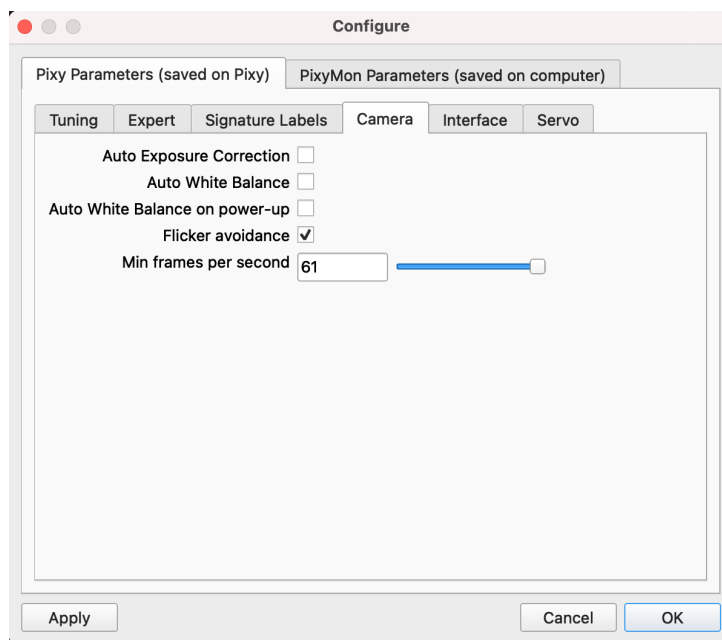 Configure
Pixy Parameters (saved on Pixy) PixyMon Parameters (saved on computer)
Tuning Expert Signature Labels Camera Interface Servo
Auto Exposure Correction
Auto White Balance
Auto White Balance on power-up
Flicker avoidance
Min frames per second 61
Apply Cancel OK